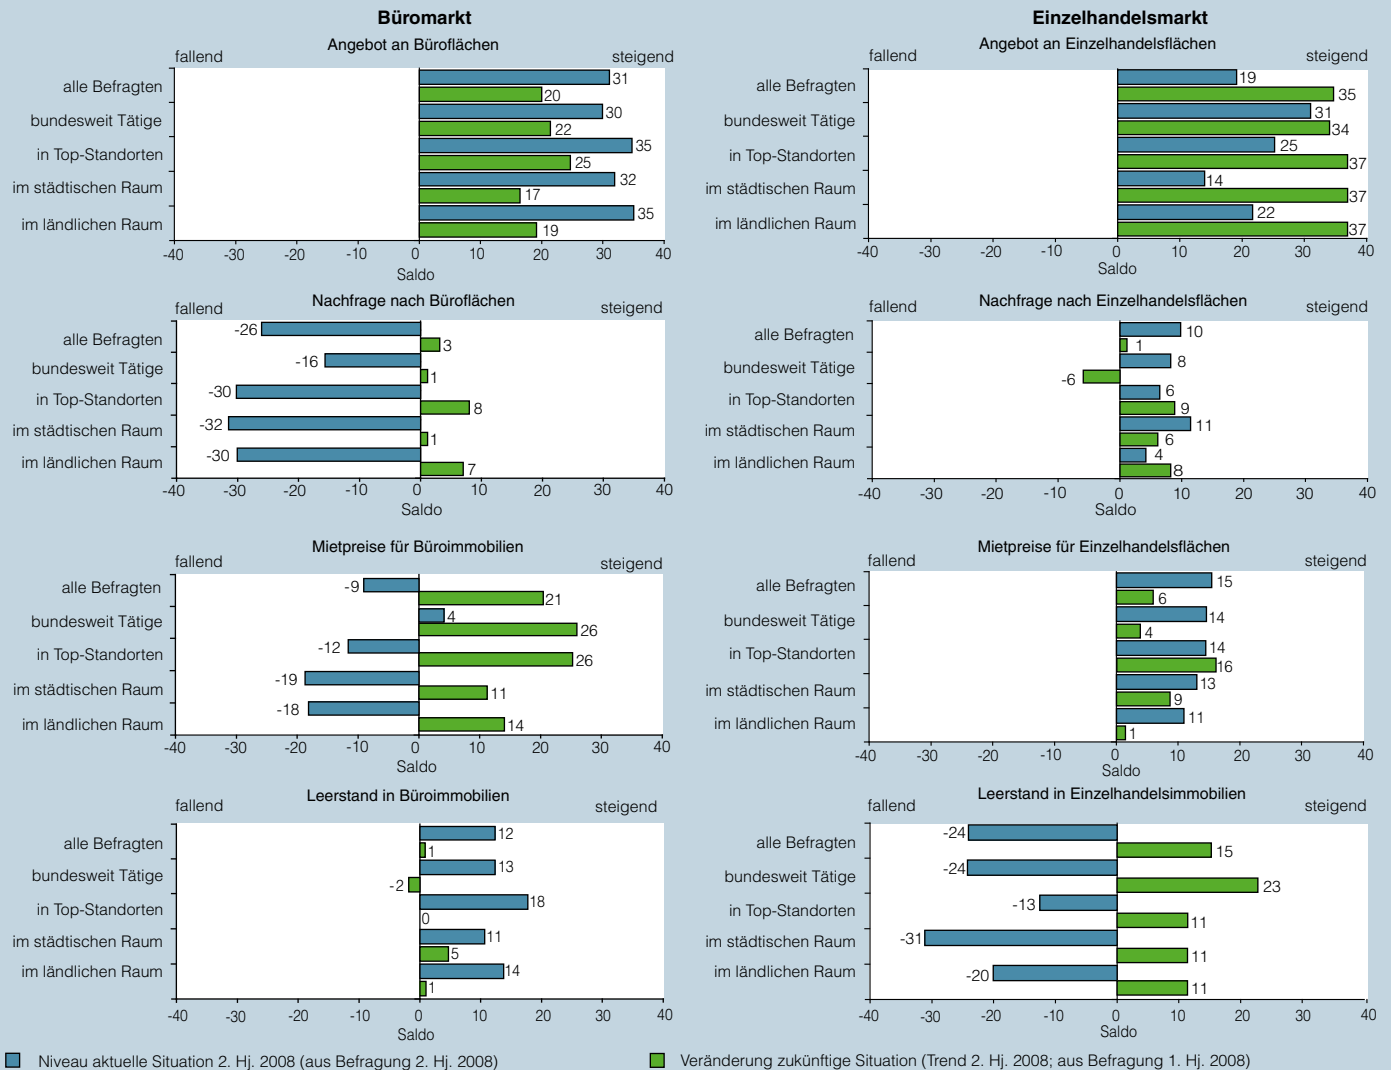 Büromarkt
Angebot an Büroflächen
fallend steigend
alle Befragten 31 20
bundesweit Tätige 30 22
in Top-Standorten 35 25
im städtischen Raum 32 17
im ländlichen Raum 35 19
-40 -30 -20 -10 0 10 20 30 40
Saldo
Nachfrage nach Büroflächen
fallend steigend
alle Befragten -26 3
bundesweit Tätige -16 1
in Top-Standorten -30 8
im städtischen Raum -32 1
im ländlichen Raum -30 7
-40 -30 -20 -10 0 10 20 30 40
Saldo
Mietpreise für Büroimmobilien
fallend steigend
alle Befragten -9 21
bundesweit Tätige 4 26
in Top-Standorten -12 26
im städtischen Raum -19 11
im ländlichen Raum -18 14
-40 -30 -20 -10 0 10 20 30 40
Saldo
Leerstand in Büroimmobilien
fallend steigend
alle Befragten 12 1
bundesweit Tätige 13 -2
in Top-Standorten 18 0
im städtischen Raum 11 5
im ländlichen Raum 14 1
-40 -30 -20 -10 0 10 20 30 40
Saldo
Einzelhandelsmarkt
Angebot an Einzelhandelsflächen
fallend steigend
alle Befragten 19 35
bundesweit Tätige 31 34
in Top-Standorten 25 37
im städtischen Raum 14 37
im ländlichen Raum 22 37
-40 -30 -20 -10 0 10 20 30 40
Saldo
Nachfrage nach Einzelhandelsflächen
fallend steigend
alle Befragten 10 1
bundesweit Tätige 8 -6
in Top-Standorten 6 9
im städtischen Raum 11 6
im ländlichen Raum 4 8
-40 -30 -20 -10 0 10 20 30 40
Saldo
Mietpreise für Einzelhandelsflächen
fallend steigend
alle Befragten 15 6
bundesweit Tätige 14 4
in Top-Standorten 14 16
im städtischen Raum 13 9
im ländlichen Raum 11 1
-40 -30 -20 -10 0 10 20 30 40
Saldo
Leerstand in Einzelhandelsimmobilien
fallend steigend
alle Befragten -24 15
bundesweit Tätige -24 23
in Top-Standorten -13 11
im städtischen Raum -31 11
im ländlichen Raum -20 11
-40 -30 -20 -10 0 10 20 30 40
Saldo
Niveau aktuelle Situation 2. Hj. 2008 (aus Befragung 2. Hj. 2008)
Veränderung zukünftige Situation (Trend 2. Hj. 2008; aus Befragung 1. Hj. 2008)